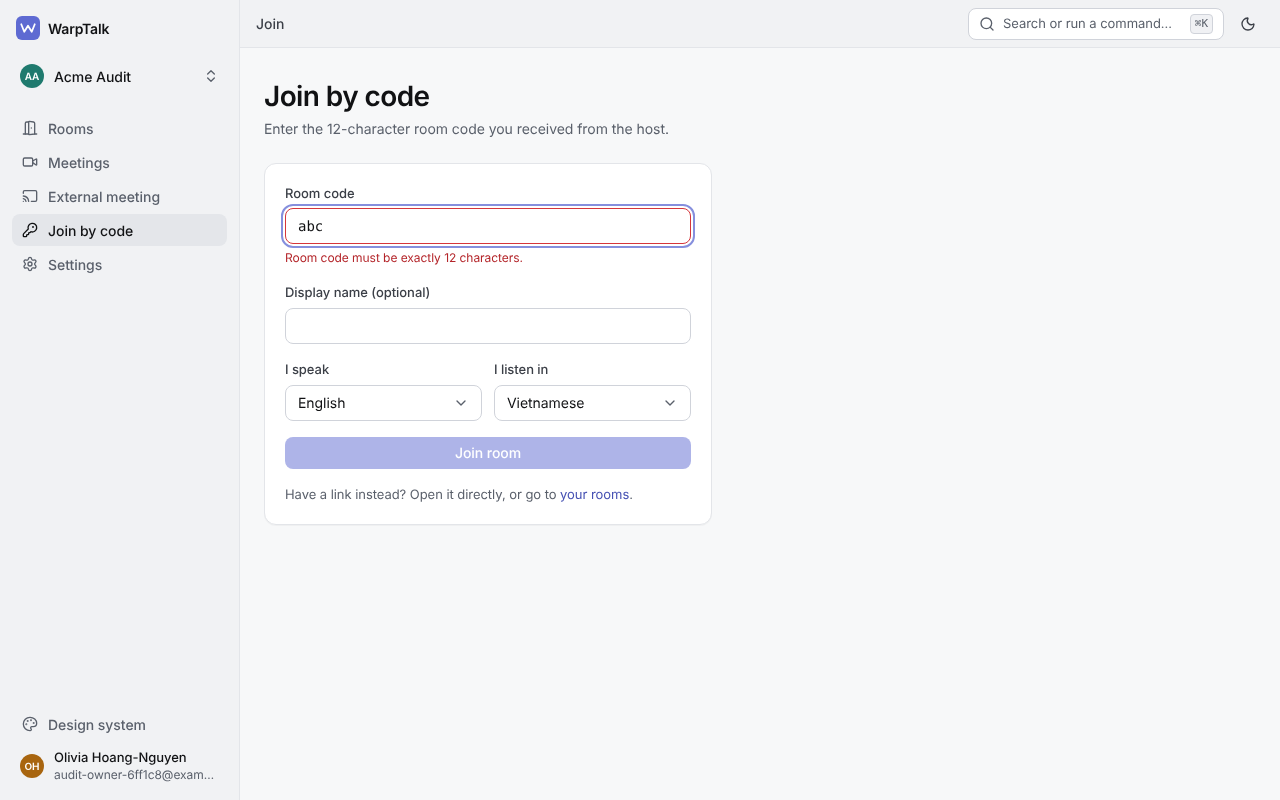 WarpTalk
AA
Acme Audit
Rooms
Meetings
External meeting
Join by code
Settings
Design system
OH
Olivia Hoang-Nguyen
audit-owner-6ff1c8@exam...
Join
Search or run a command...
⌘K
Join by code
Enter the 12-character room code you received from the host.
Room code
abc
Room code must be exactly 12 characters.
Display name (optional)
I speak
I listen in
English
Vietnamese
Join room
Have a link instead? Open it directly, or go to your rooms.